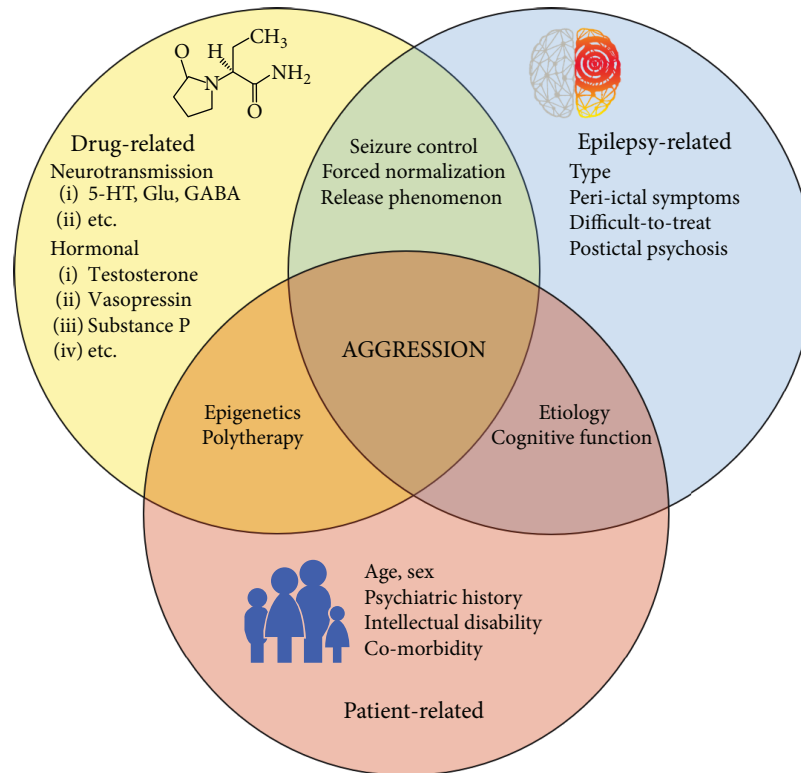 CH3
O
H
N
NH2
O
Drug-related
Neurotransmission
(i) 5-HT, Glu, GABA
(ii) etc.
Hormonal
(i) Testosterone
(ii) Vasopressin
(iii) Substance P
(iv) etc.
Seizure control
Forced normalization
Release phenomenon
Epilepsy-related
Type
Peri-ictal symptoms
Difficult-to-treat
Postictal psychosis
AGGRESSION
Epigenetics
Polytherapy
Etiology
Cognitive function
Age, sex
Psychiatric history
Intellectual disability
Co-morbidity
Patient-related